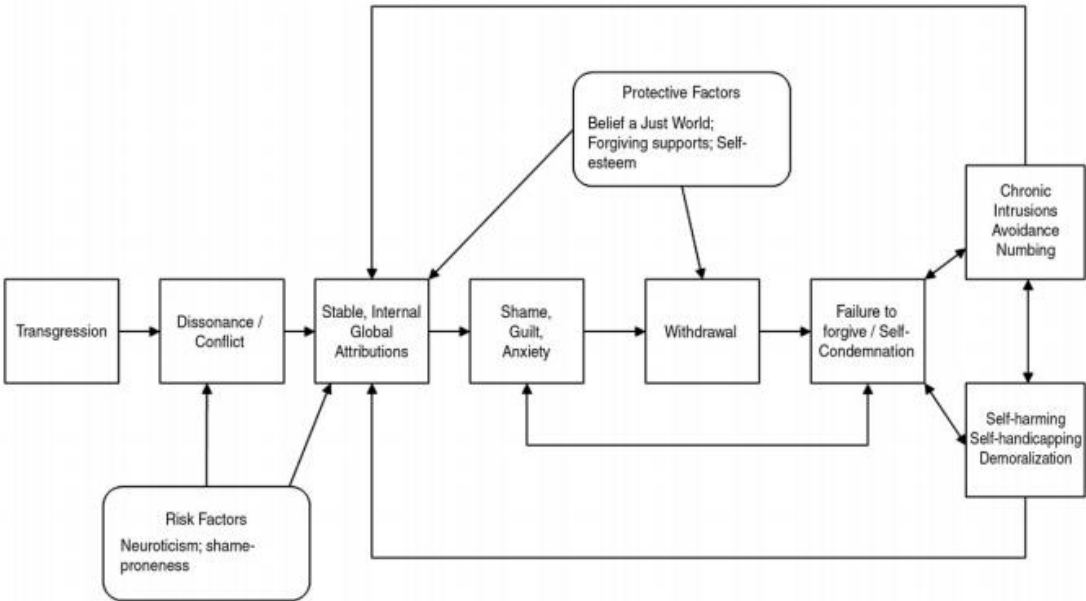 Protective Factors
Belief a Just World;
Forgiving supports; Self-
esteem
Chronic
Intrusions
Avoidance
Numbing
Transgression
Dissonance /
Conflict
Stable, Internal
Global
Attributions
Shame,
Guilt,
Anxiety
Withdrawal
Failure to
forgive / Self-
Condemnation
Self-harming
Self-handicapping
Demoralization
Risk Factors
Neuroticism; shame-
proneness